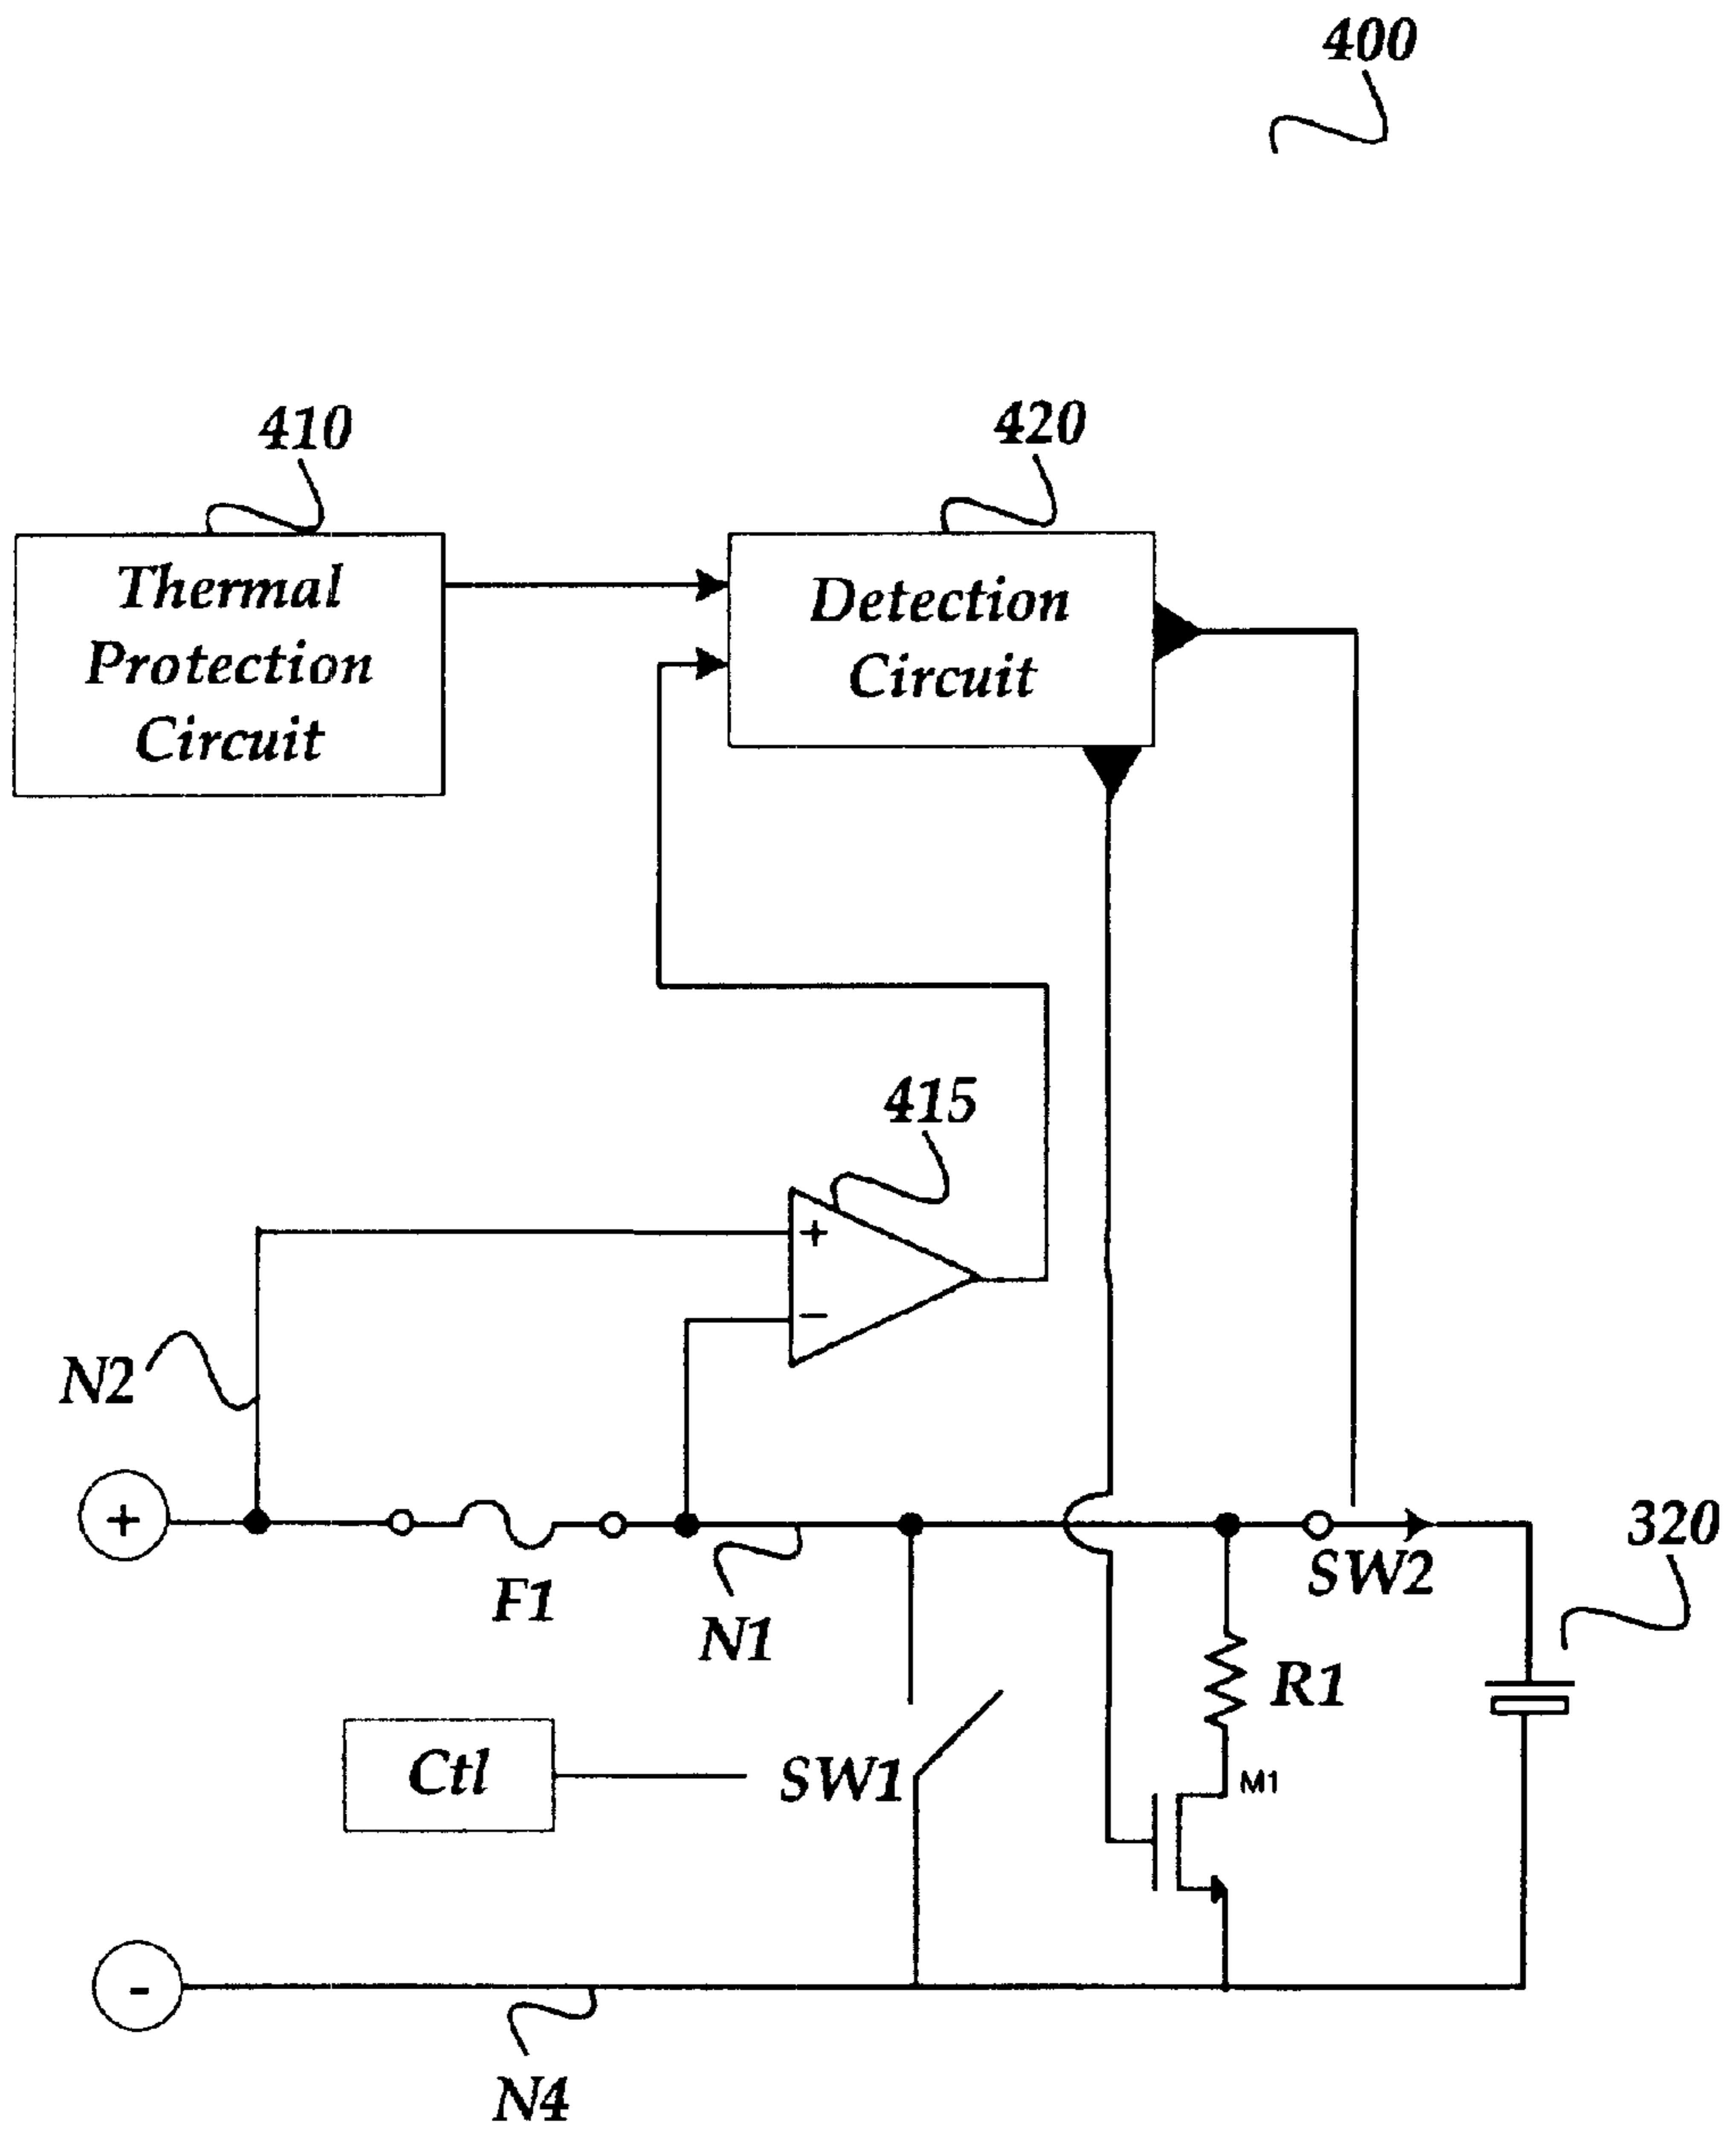 400
410
420
Thermal
Protection
Circuit
Detection
Circuit
415
+
−
N2
+
F1
N1
SW2
320
R1
Ctl
SW1
M1
-
N4